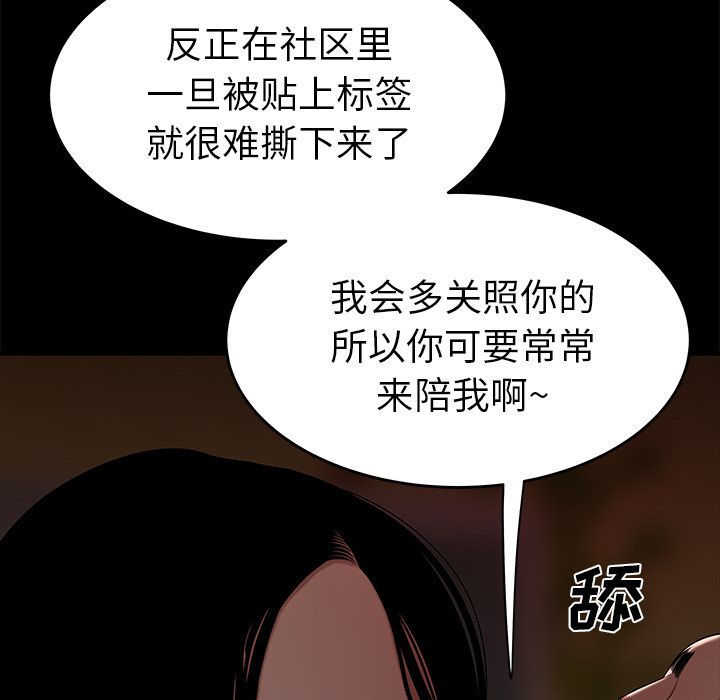 反正在社区里
一旦被贴上标签
就很难撕下来了
我会多关照你的
所以你可要常常
来陪我啊~
舔